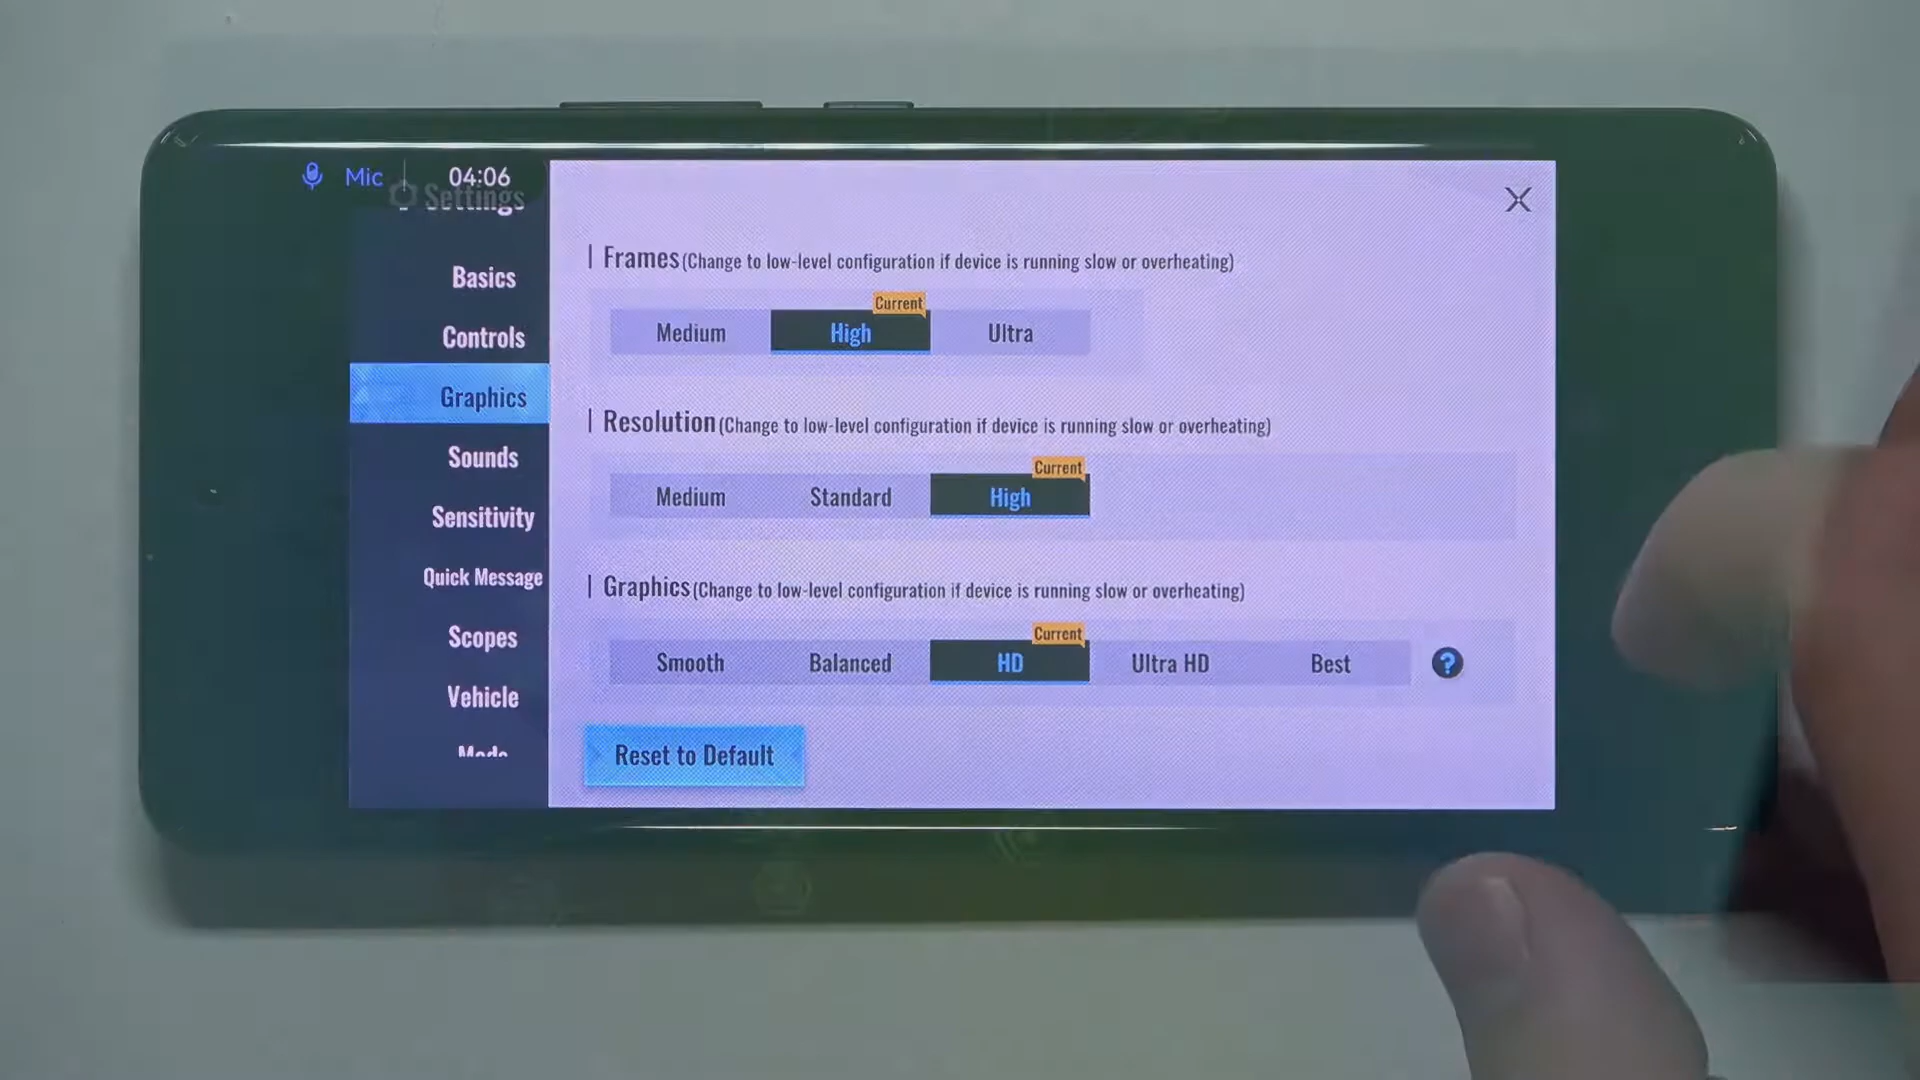 Mic
04:06
Settings
Basics
Controls
Graphics
Sounds
Sensitivity
Quick Message
Scopes
Vehicle
Mode
Frames(Change to low-level configuration if device is running slow or overheating)
Current
Medium
High
Ultra
Resolution(Change to low-level configuration if device is running slow or overheating)
Current
Medium
Standard
High
Graphics(Change to low-level configuration if device is running slow or overheating)
Current
Smooth
Balanced
HD
Ultra HD
Best
?
Reset to Default